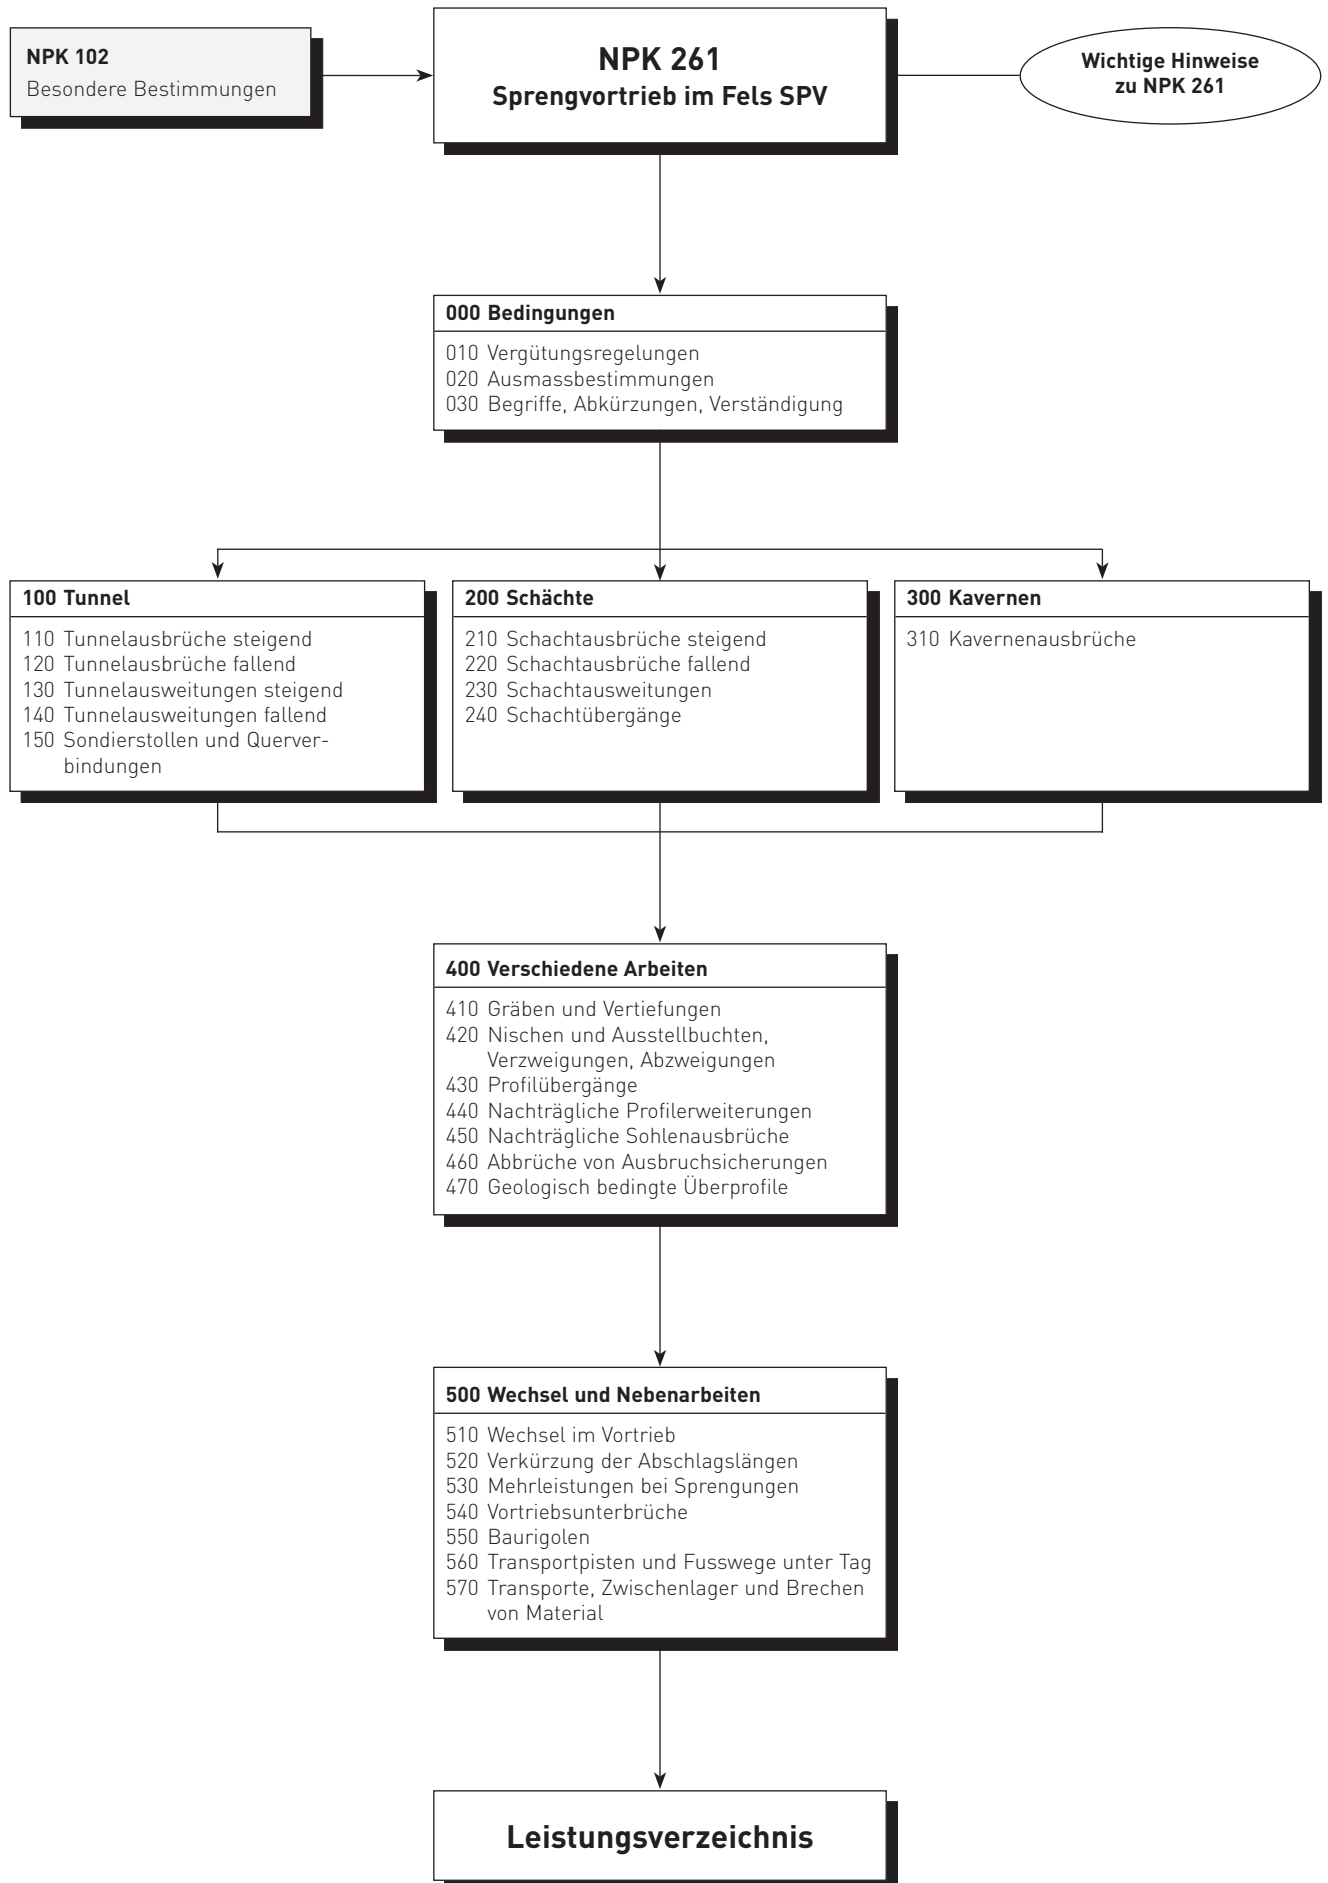 NPK 102
Besondere Bestimmungen
NPK 261
Sprengvortrieb im Fels SPV
Wichtige Hinweise
zu NPK 261
000 Bedingungen
010 Vergütungsregelungen
020 Ausmassbestimmungen
030 Begriffe, Abkürzungen, Verständigung
100 Tunnel
110 Tunnelausbrüche steigend
120 Tunnelausbrüche fallend
130 Tunnelausweitungen steigend
140 Tunnelausweitungen fallend
150 Sondierstollen und Querver-
bindungen
200 Schächte
210 Schachtausbrüche steigend
220 Schachtausbrüche fallend
230 Schachtausweitungen
240 Schachtübergänge
300 Kavernen
310 Kavernenausbrüche
400 Verschiedene Arbeiten
410 Gräben und Vertiefungen
420 Nischen und Ausstellbuchten,
Verzweigungen, Abzweigungen
430 Profilübergänge
440 Nachträgliche Profilerweiterungen
450 Nachträgliche Sohlenausbrüche
460 Abbrüche von Ausbruchsicherungen
470 Geologisch bedingte Überprofile
500 Wechsel und Nebenarbeiten
510 Wechsel im Vortrieb
520 Verkürzung der Abschlagslängen
530 Mehrleistungen bei Sprengungen
540 Vortriebsunterbrüche
550 Baurigolen
560 Transportpisten und Fusswege unter Tag
570 Transporte, Zwischenlager und Brechen
von Material
Leistungsverzeichnis